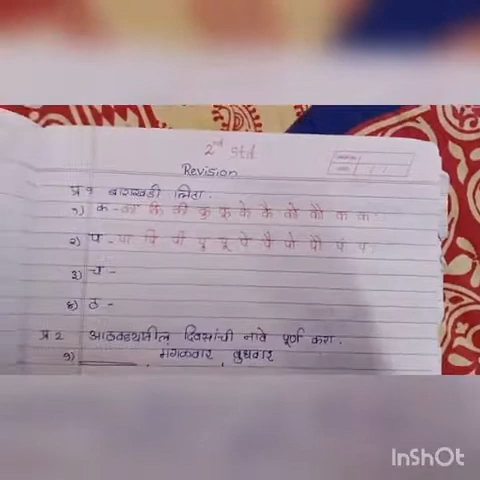 2nd std
Revision
प्र १ बाराखडी लिहा.
१) क - का कि की कु कू के कै को कौ कं कः
२) प - पा पि पी पु पू पे पै पो पौ पं पः
३) च -
४) ठ -
प्र २ आठवड्यातील दिवसांची नावे पूर्ण करा.
१) ______, मंगळवार, बुधवार
InShOt